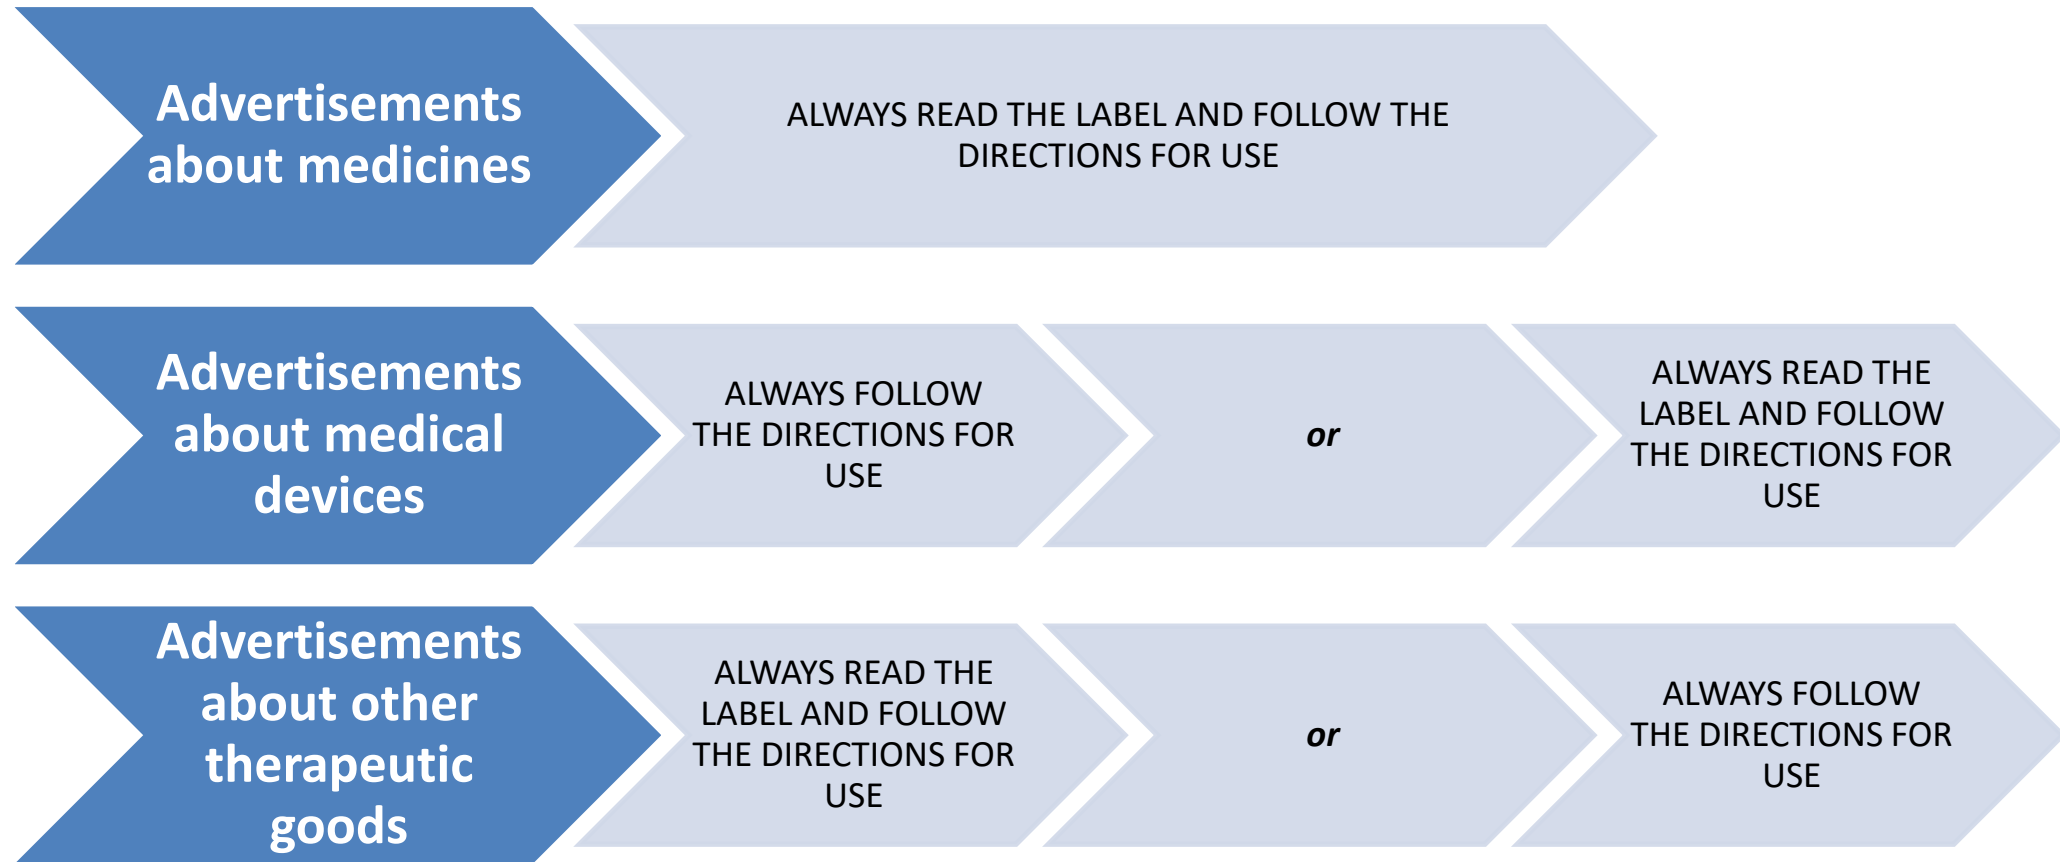 Advertisements
about medicines
ALWAYS READ THE LABEL AND FOLLOW THE
DIRECTIONS FOR USE
Advertisements
about medical
devices
ALWAYS FOLLOW
THE DIRECTIONS FOR
USE
or
ALWAYS READ THE
LABEL AND FOLLOW
THE DIRECTIONS FOR
USE
Advertisements
about other
therapeutic
goods
ALWAYS READ THE
LABEL AND FOLLOW
THE DIRECTIONS FOR
USE
or
ALWAYS FOLLOW
THE DIRECTIONS FOR
USE